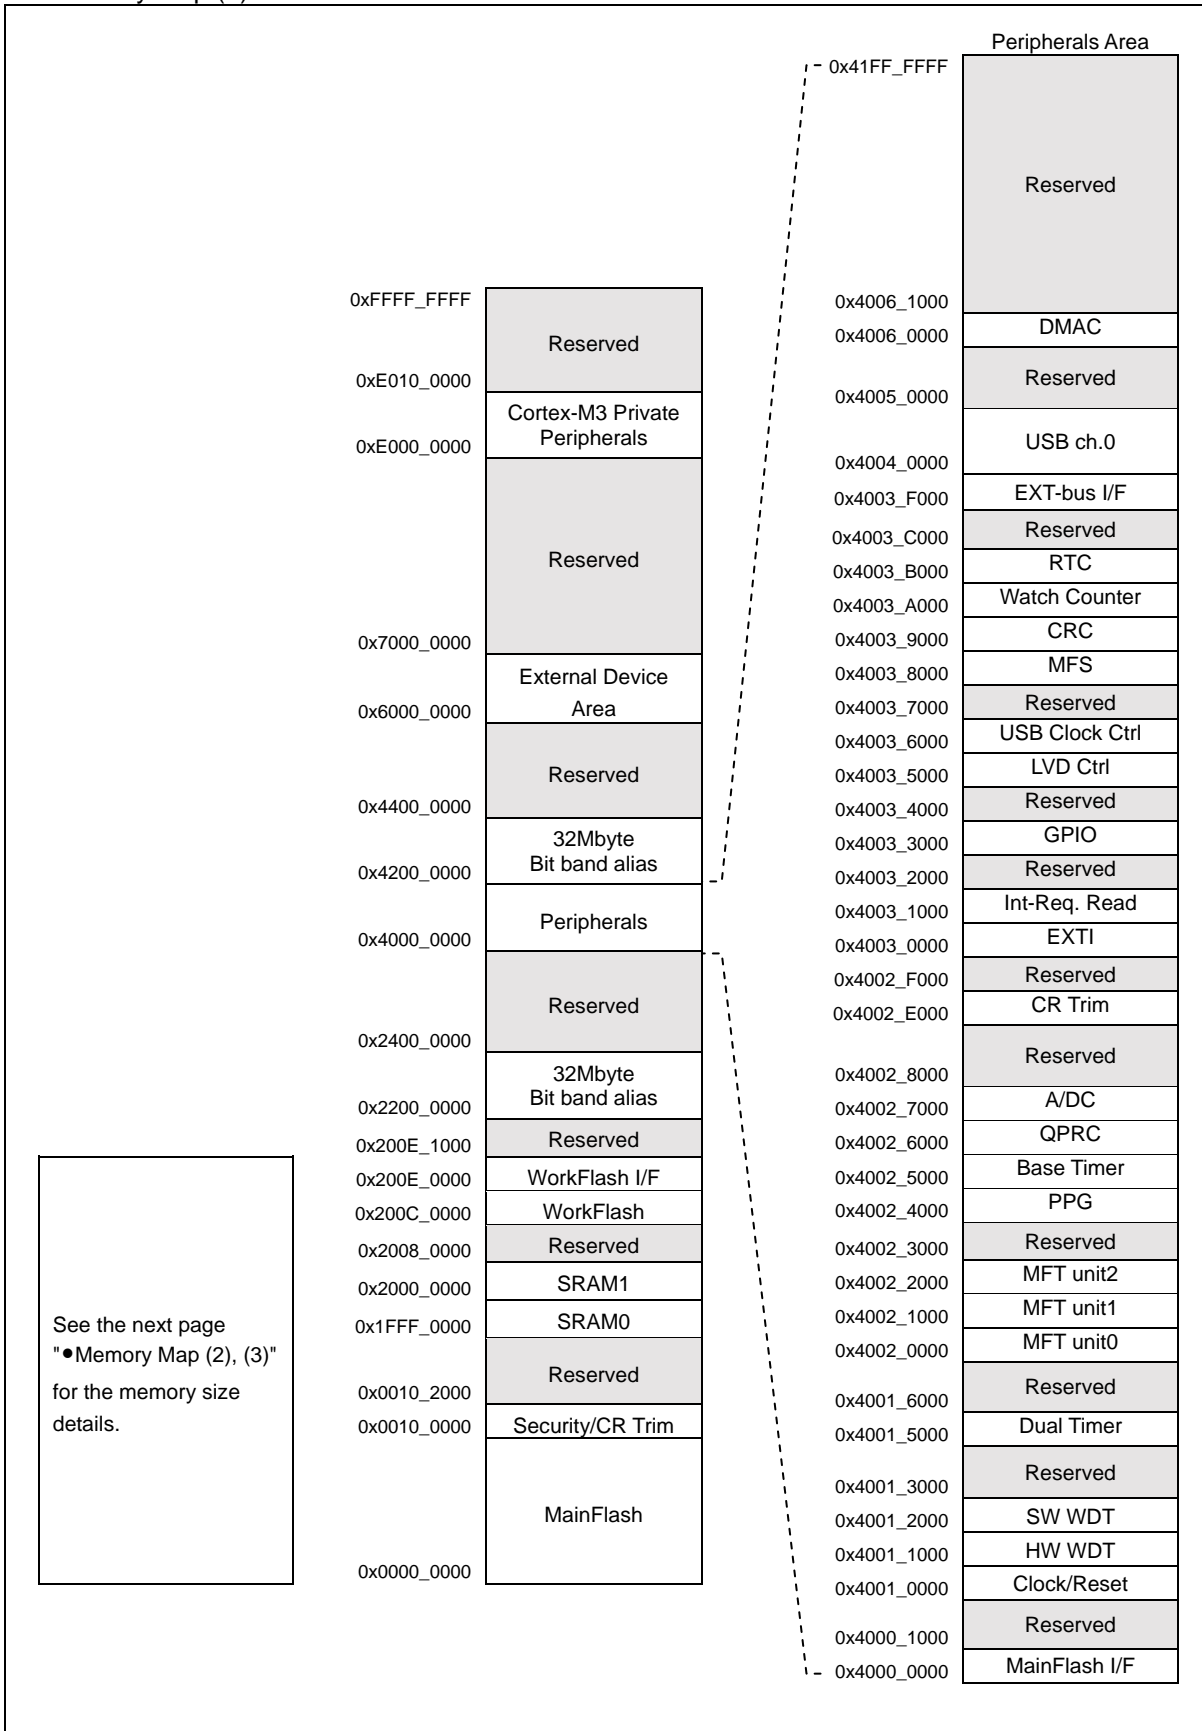 Peripherals Area
0x41FF_FFFF
Reserved
0x4006_1000
DMAC
0x4006_0000
Reserved
0x4005_0000
USB ch.0
0x4004_0000
EXT-bus I/F
0x4003_F000
Reserved
0x4003_C000
RTC
0x4003_B000
Watch Counter
0x4003_A000
CRC
0x4003_9000
MFS
0x4003_8000
Reserved
0x4003_7000
USB Clock Ctrl
0x4003_6000
LVD Ctrl
0x4003_5000
Reserved
0x4003_4000
GPIO
0x4003_3000
Reserved
0x4003_2000
Int-Req. Read
0x4003_1000
EXTI
0x4003_0000
Reserved
0x4002_F000
CR Trim
0x4002_E000
Reserved
0x4002_8000
A/DC
0x4002_7000
QPRC
0x4002_6000
Base Timer
0x4002_5000
PPG
0x4002_4000
Reserved
0x4002_3000
MFT unit2
0x4002_2000
MFT unit1
0x4002_1000
MFT unit0
0x4002_0000
Reserved
0x4001_6000
Dual Timer
0x4001_5000
Reserved
0x4001_3000
SW WDT
0x4001_2000
HW WDT
0x4001_1000
Clock/Reset
0x4001_0000
Reserved
0x4000_1000
MainFlash I/F
0x4000_0000
0xFFFF_FFFF
Reserved
0xE010_0000
Cortex-M3 Private
Peripherals
0xE000_0000
Reserved
0x7000_0000
External Device
Area
0x6000_0000
Reserved
0x4400_0000
32Mbyte
Bit band alias
0x4200_0000
Peripherals
0x4000_0000
Reserved
0x2400_0000
32Mbyte
Bit band alias
0x2200_0000
Reserved
0x200E_1000
WorkFlash I/F
0x200E_0000
WorkFlash
0x200C_0000
Reserved
0x2008_0000
SRAM1
0x2000_0000
SRAM0
0x1FFF_0000
Reserved
0x0010_2000
Security/CR Trim
0x0010_0000
MainFlash
0x0000_0000
See the next page
"●Memory Map (2), (3)"
for the memory size
details.